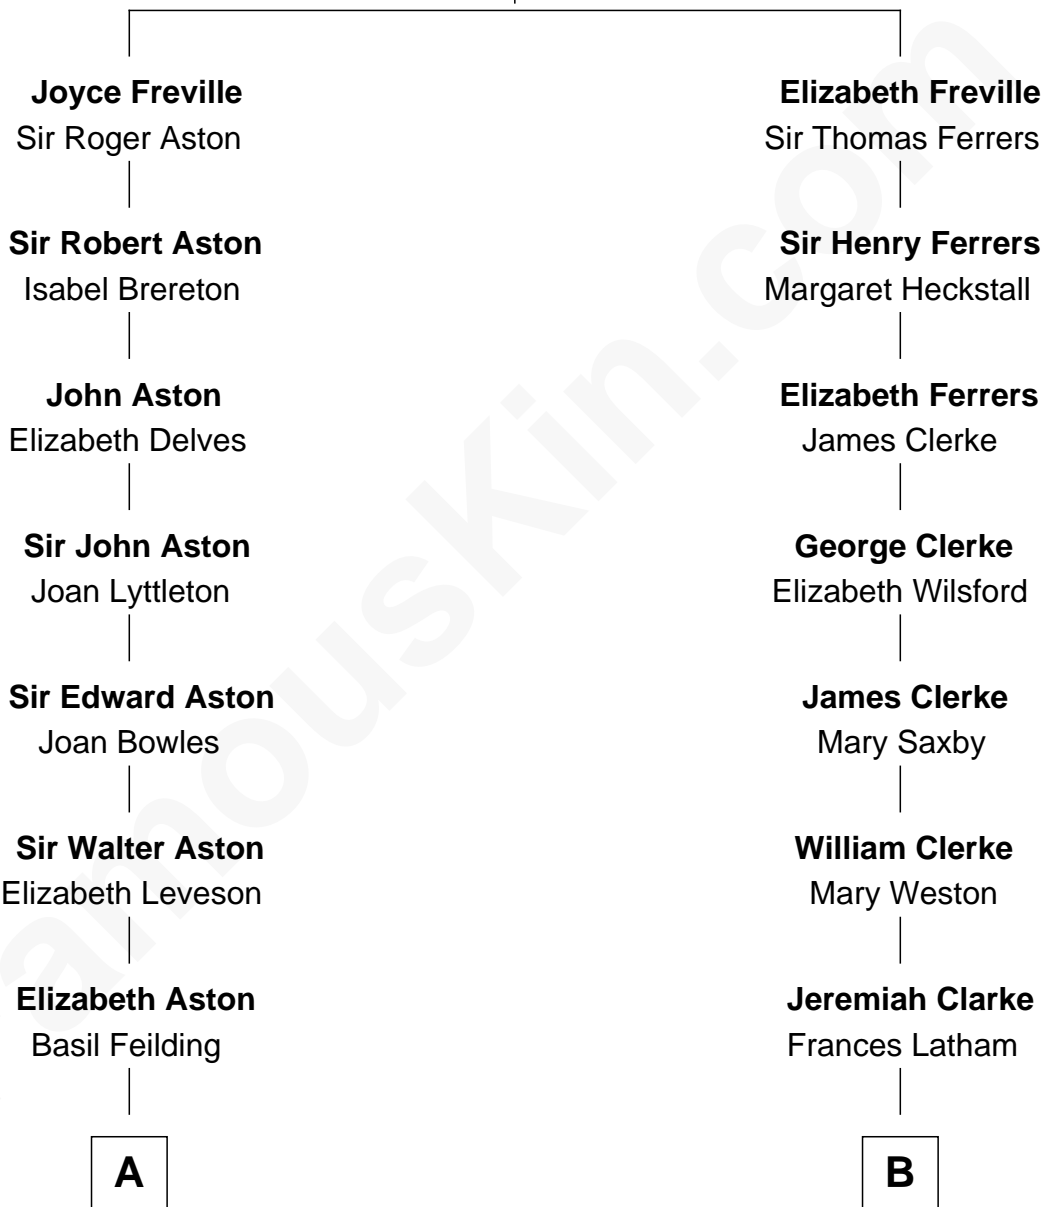 Joyce Freville
Sir Roger Aston
Sir Robert Aston
Isabel Brereton
John Aston
Elizabeth Delves
Sir John Aston
Joan Lyttleton
Sir Edward Aston
Joan Bowles
Sir Walter Aston
Elizabeth Leveson
Elizabeth Aston
Basil Feilding
A
Elizabeth Freville
Sir Thomas Ferrers
Sir Henry Ferrers
Margaret Heckstall
Elizabeth Ferrers
James Clerke
George Clerke
Elizabeth Wilsford
James Clerke
Mary Saxby
William Clerke
Mary Weston
Jeremiah Clarke
Frances Latham
B
amousKin.com